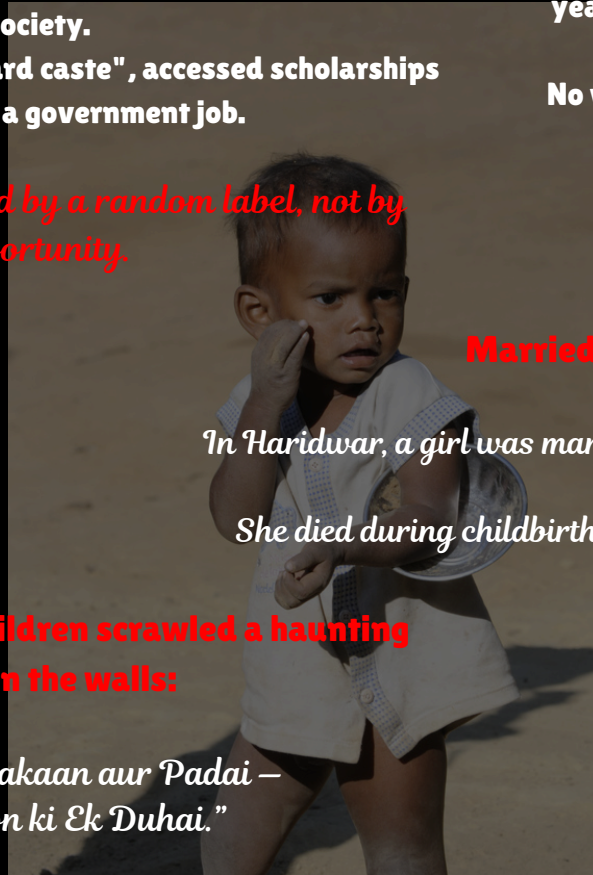 ociety.
ard caste", accessed scholarships
a government job.
d by a random label, not by
ortunity.
yea
No
Married
In Haridwar, a girl was mar
She died during childbirth
ildren scrawled a haunting
n the walls:
akaan aur Padai –
n ki Ek Duhai.”